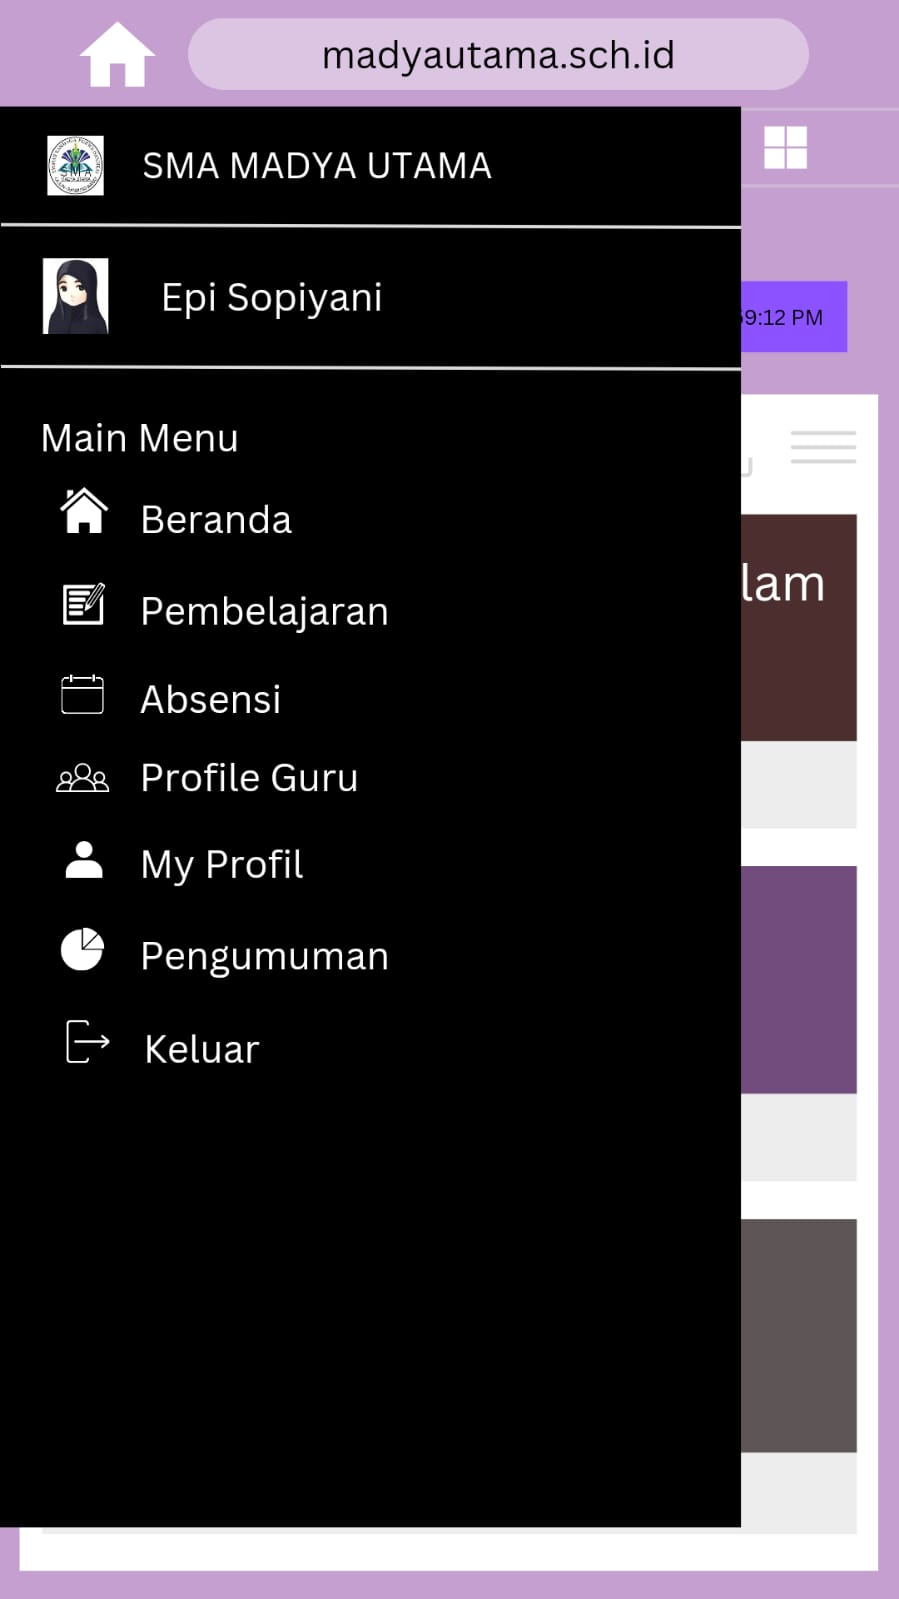 madyautama.sch.id
SMA MADYA UTAMA
Epi Sopiyani
9:12 PM
Main Menu
Beranda
lam
Pembelajaran
Absensi
Profile Guru
My Profil
Pengumuman
Keluar